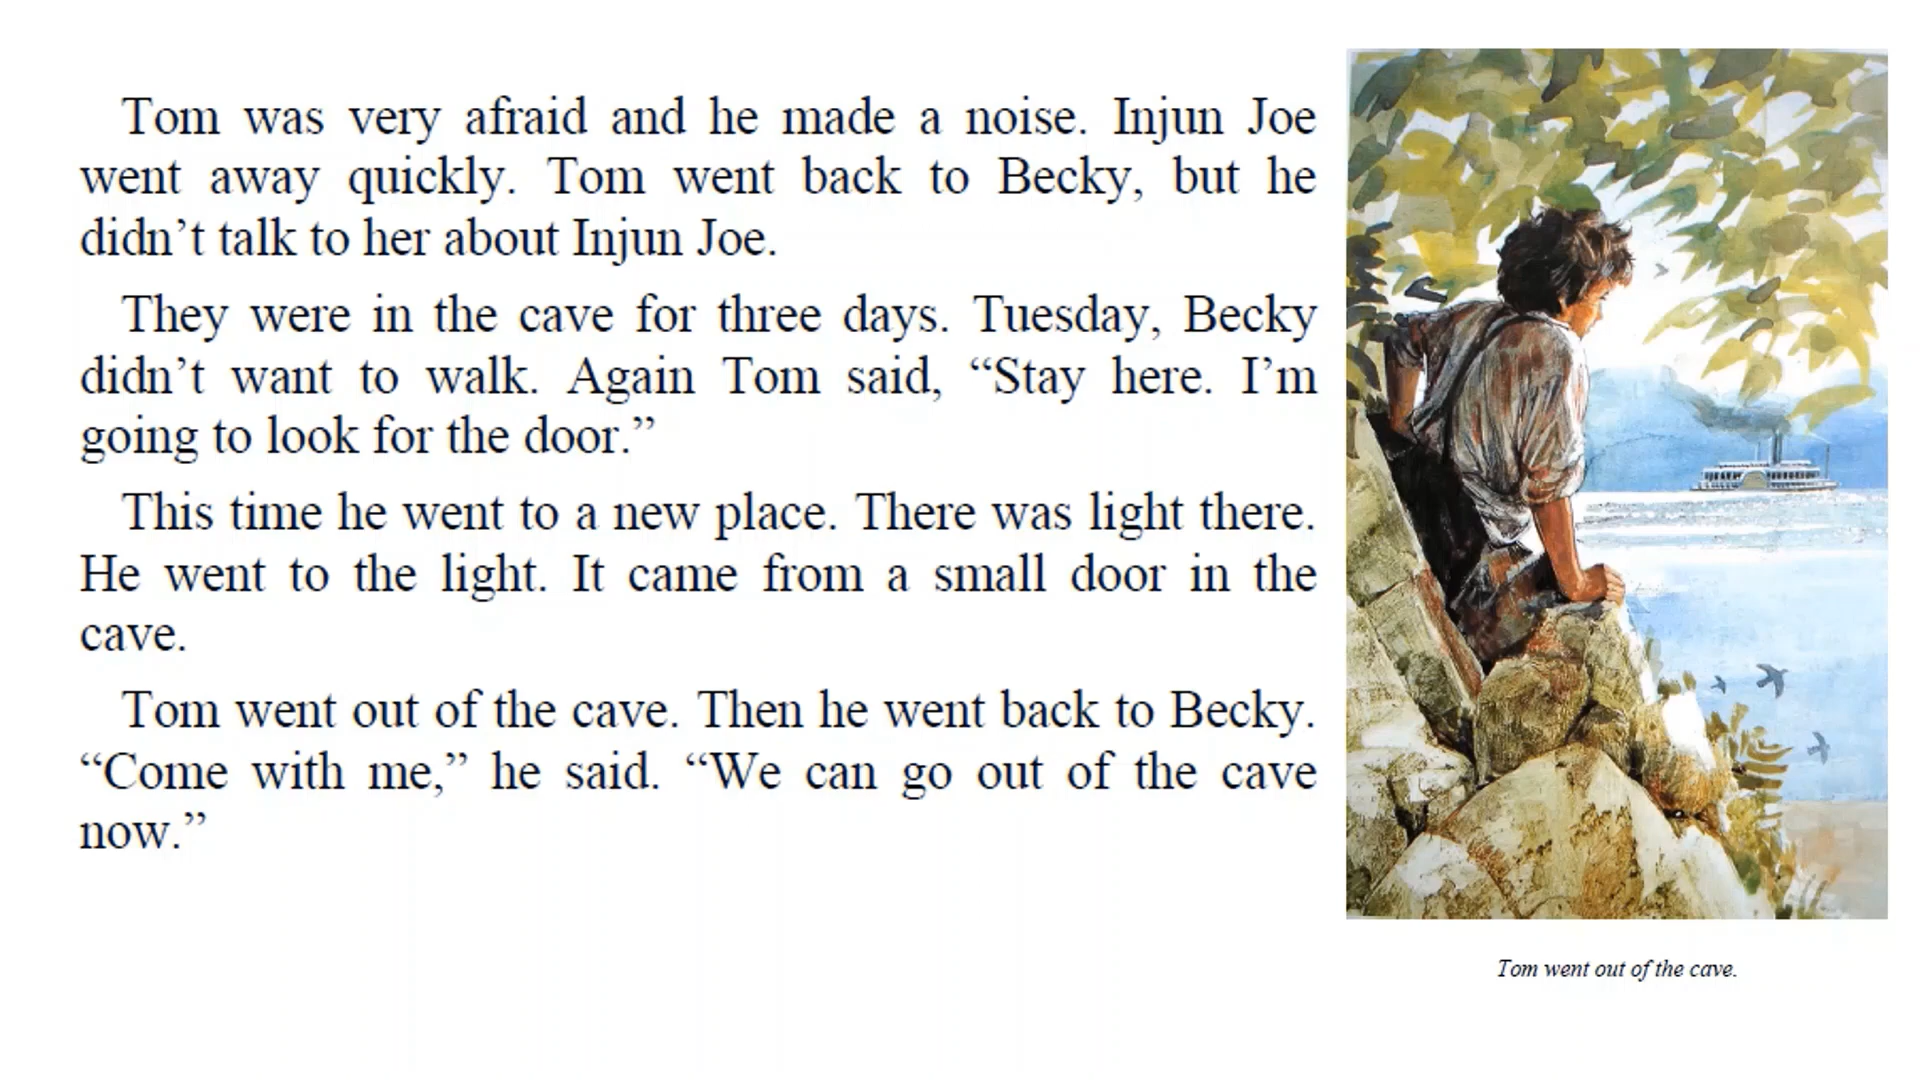 Tom was very afraid and he made a noise. Injun Joe
went away quickly. Tom went back to Becky, but he
didn’t talk to her about Injun Joe.
They were in the cave for three days. Tuesday, Becky
didn’t want to walk. Again Tom said, “Stay here. I’m
going to look for the door.”
This time he went to a new place. There was light there.
He went to the light. It came from a small door in the
cave.
Tom went out of the cave. Then he went back to Becky.
“Come with me,” he said. “We can go out of the cave
now.”
Tom went out of the cave.